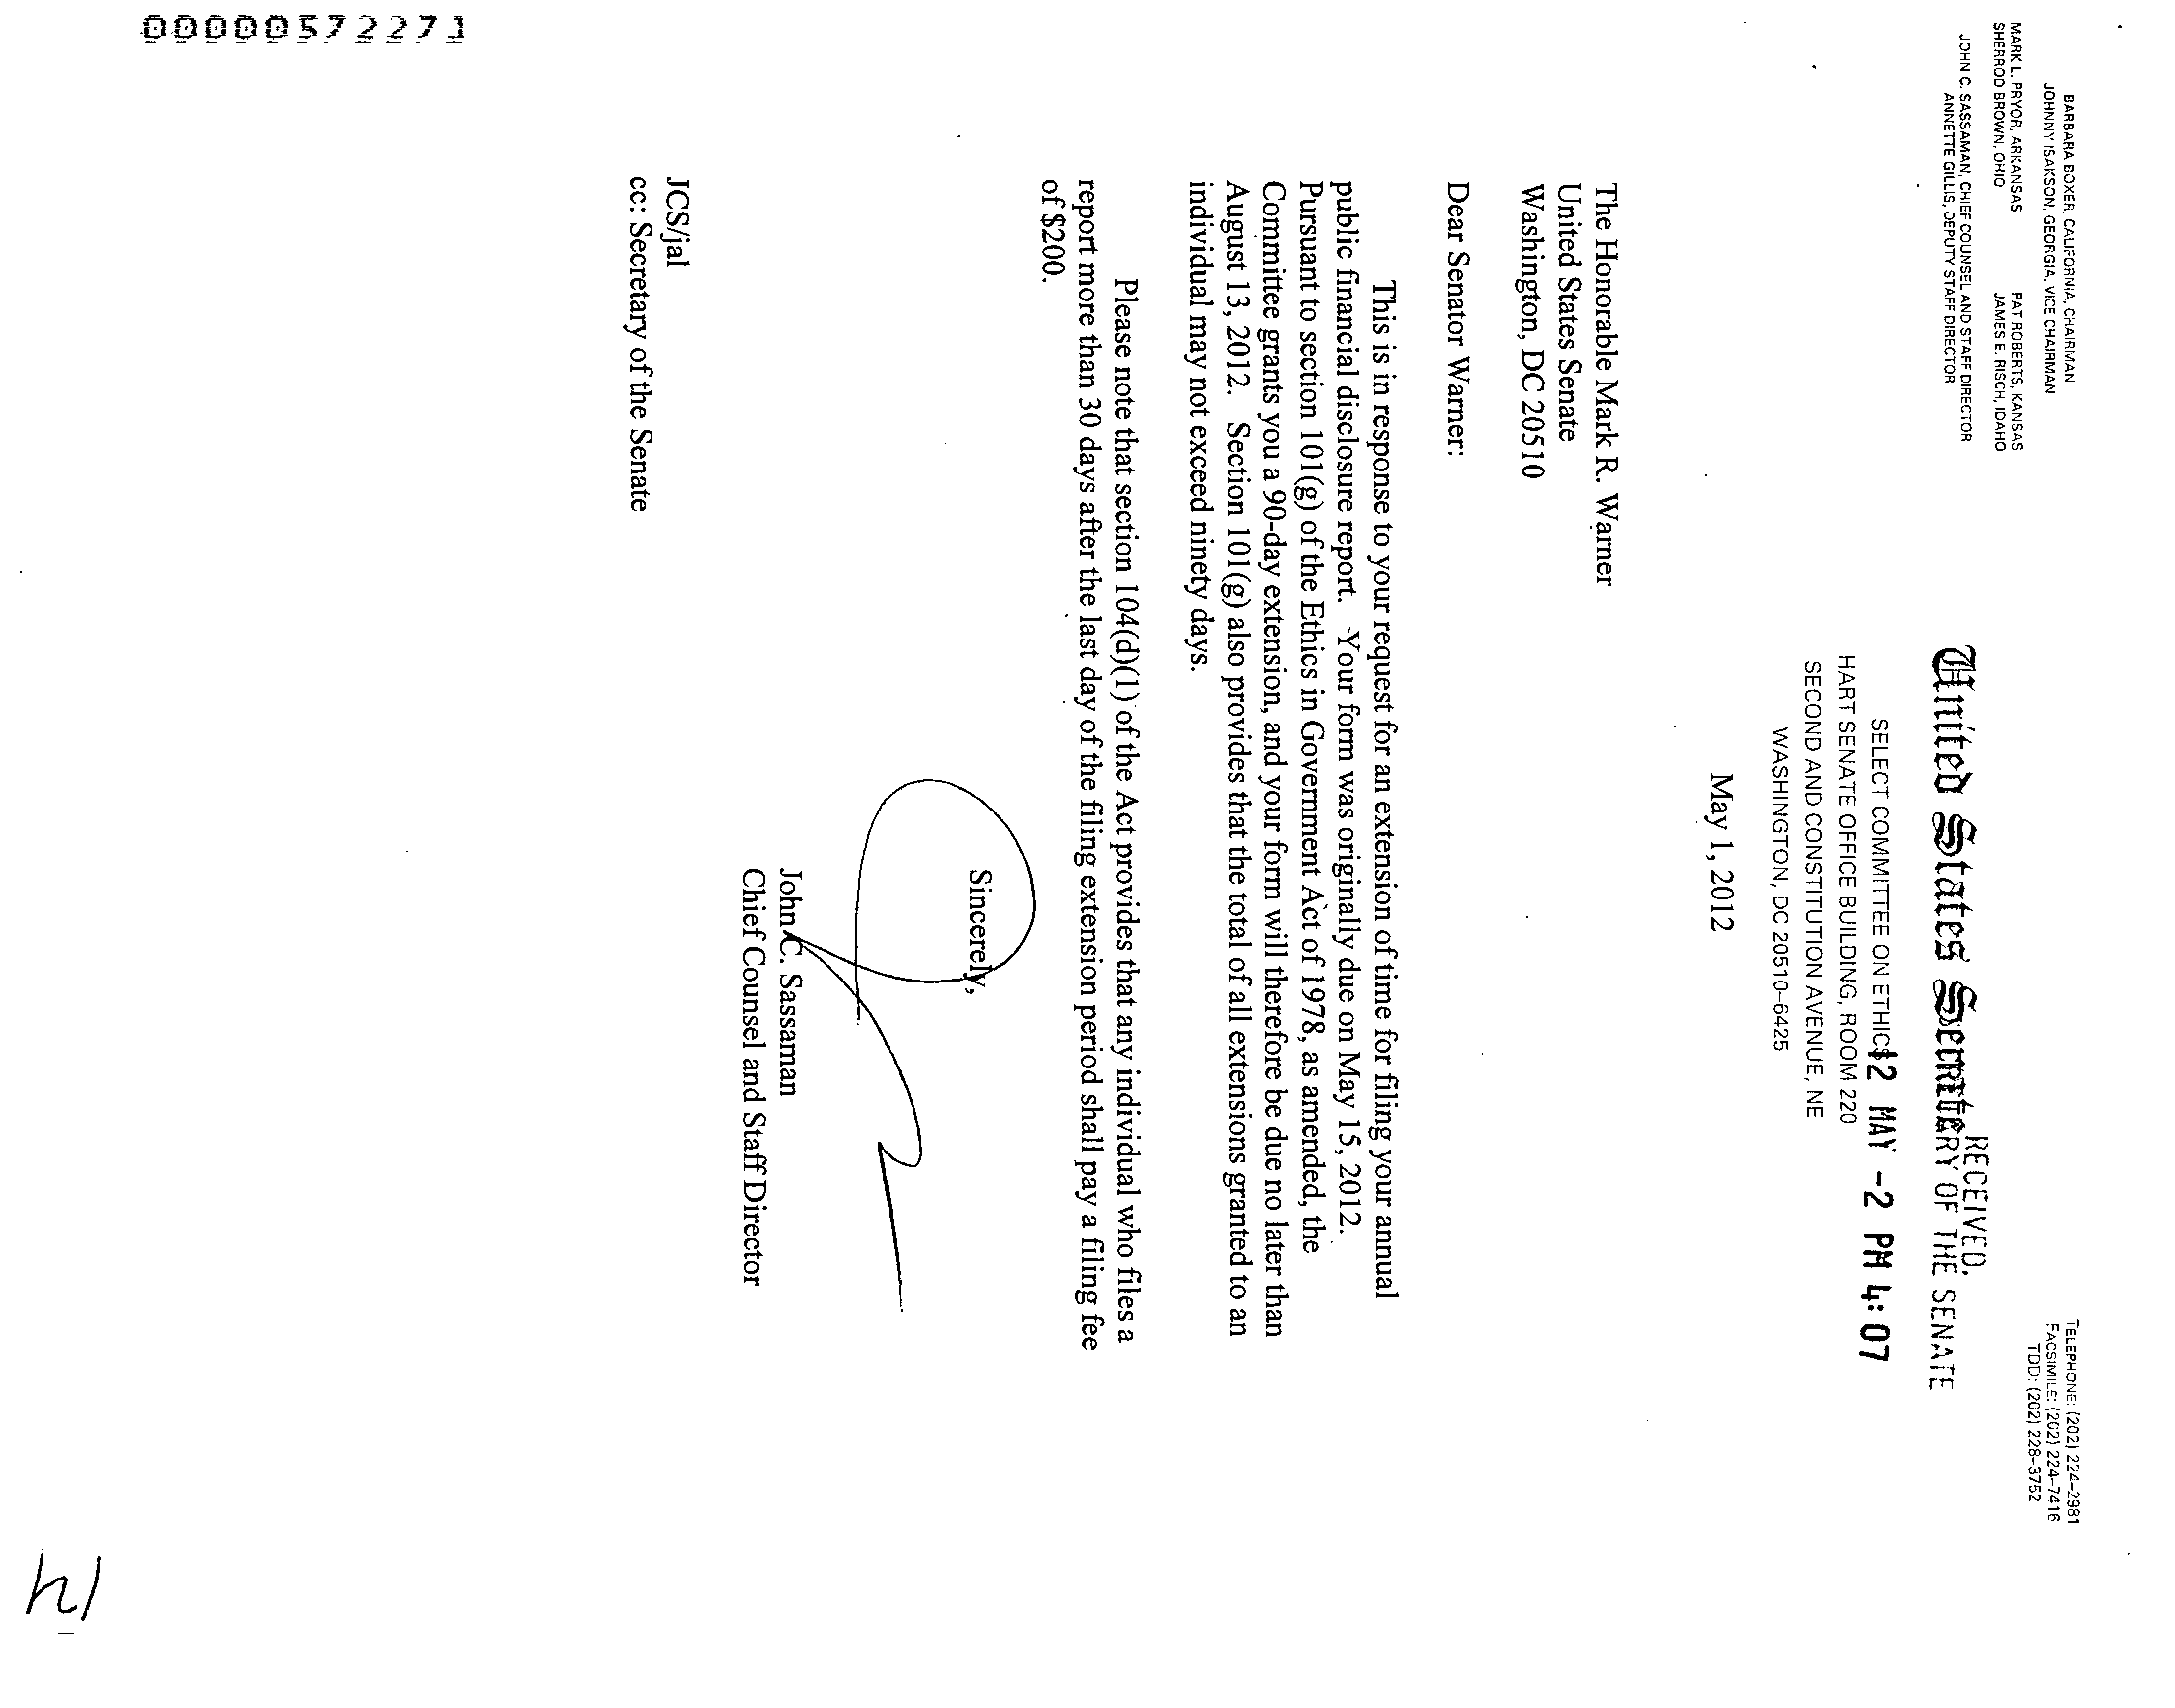 BARBARA BOXER, CALIFORNIA, CHAIRMAN
JOHNNY ISAKSON, GEORGIA, VICE CHAIRMAN
MARK L. PRYOR, ARKANSAS PAT ROBERTS, KANSAS
SHERROD BROWN, OHIO JAMES E. RISCH, IDAHO
JOHN C. SASSAMAN, CHIEF COUNSEL AND STAFF DIRECTOR
ANNETTE GILLIS, DEPUTY STAFF DIRECTOR
TELEPHONE: (202) 224-2981
FACSIMILE: (202) 224-7416
TDD: (202) 228-3752
RECEIVED
SECRETARY OF THE SENATE
United States Senate
'12 MAY -2 PM 4:07
SELECT COMMITTEE ON ETHICS
HART SENATE OFFICE BUILDING, ROOM 220
SECOND AND CONSTITUTION AVENUE, NE
WASHINGTON, DC 20510-6425
May 1, 2012
The Honorable Mark R. Warner
United States Senate
Washington, DC 20510
Dear Senator Warner:
This is in response to your request for an extension of time for filing your annual
public financial disclosure report. Your form was originally due on May 15, 2012.
Pursuant to section 101(g) of the Ethics in Government Act of 1978, as amended, the
Committee grants you a 90-day extension, and your form will therefore be due no later than
August 13, 2012. Section 101(g) also provides that the total of all extensions granted to an
individual may not exceed ninety days.
Please note that section 104(d)(1) of the Act provides that any individual who files a
report more than 30 days after the last day of the filing extension period shall pay a filing fee
of $200.
Sincerely,
John C. Sassaman
Chief Counsel and Staff Director
JCS/jal
cc: Secretary of the Senate
00000572271